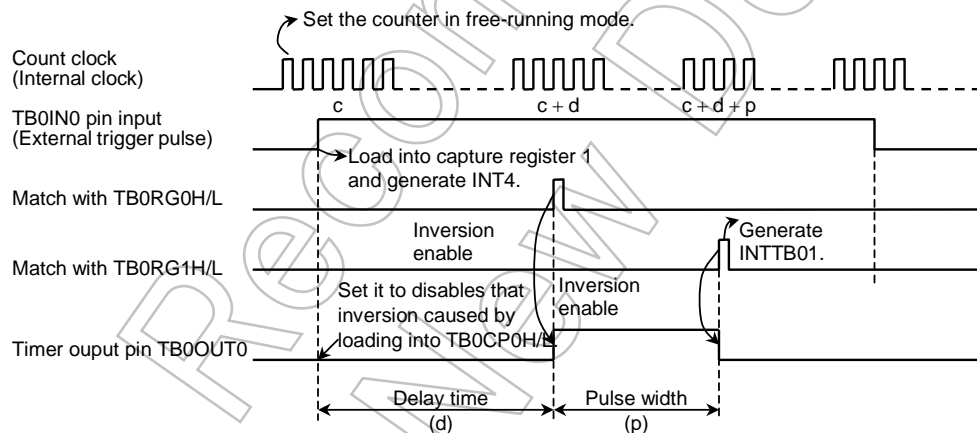 Set the counter in free-running mode.
Count clock
(Internal clock)
c
c + d
c + d + p
TB0IN0 pin input
(External trigger pulse)
Load into capture register 1
and generate INT4.
Match with TB0RG0H/L
Inversion
enable
Generate
INTTB01.
Match with TB0RG1H/L
Set it to disables that
inversion caused by
loading into TB0CP0H/L.
Inversion
enable
Timer ouput pin TB0OUT0
Delay time
(d)
Pulse width
(p)